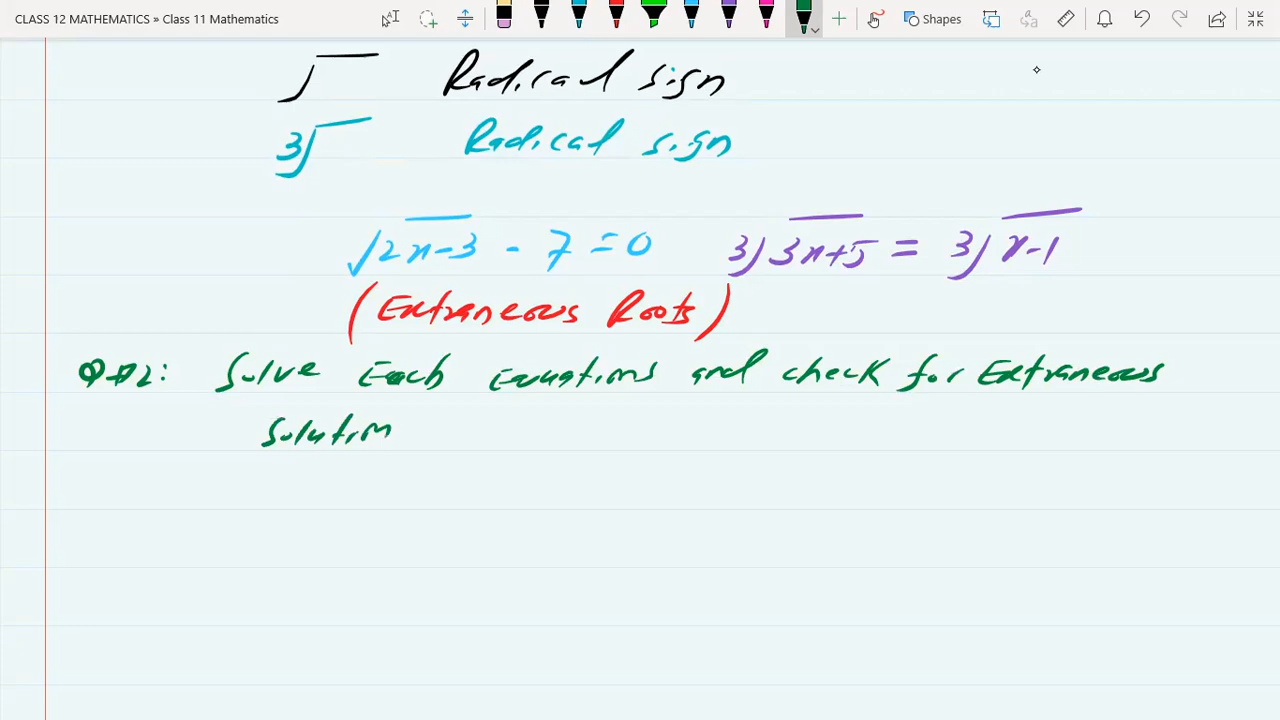 CLASS 12 MATHEMATICS » Class 11 Mathematics
Shapes
√ Radical sign
3√ Radical sign
√2x-3 - 7 = 0 3√3x+5 = 3√x-1
(Extraneous Roots)
Solve Each Equations and check for Extraneous
Solution